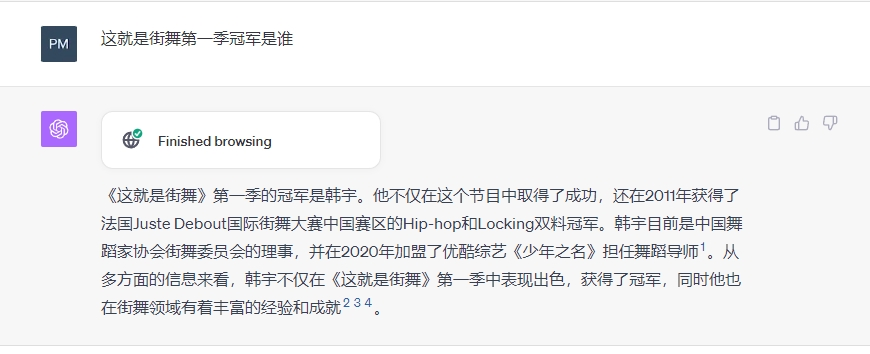 PM
这就是街舞第一季冠军是谁
Finished browsing
《这就是街舞》第一季的冠军是韩宇。他不仅在这个节目中取得了成功，还在2011年获得了
法国Juste Debout国际街舞大赛中国赛区的Hip-hop和Locking双料冠军。韩宇目前是中国舞
蹈家协会街舞委员会的理事，并在2020年加盟了优酷综艺《少年之名》担任舞蹈导师1。从
多方面的信息来看，韩宇不仅在《这就是街舞》第一季中表现出色，获得了冠军，同时他也
在街舞领域有着丰富的经验和成就2 3 4。